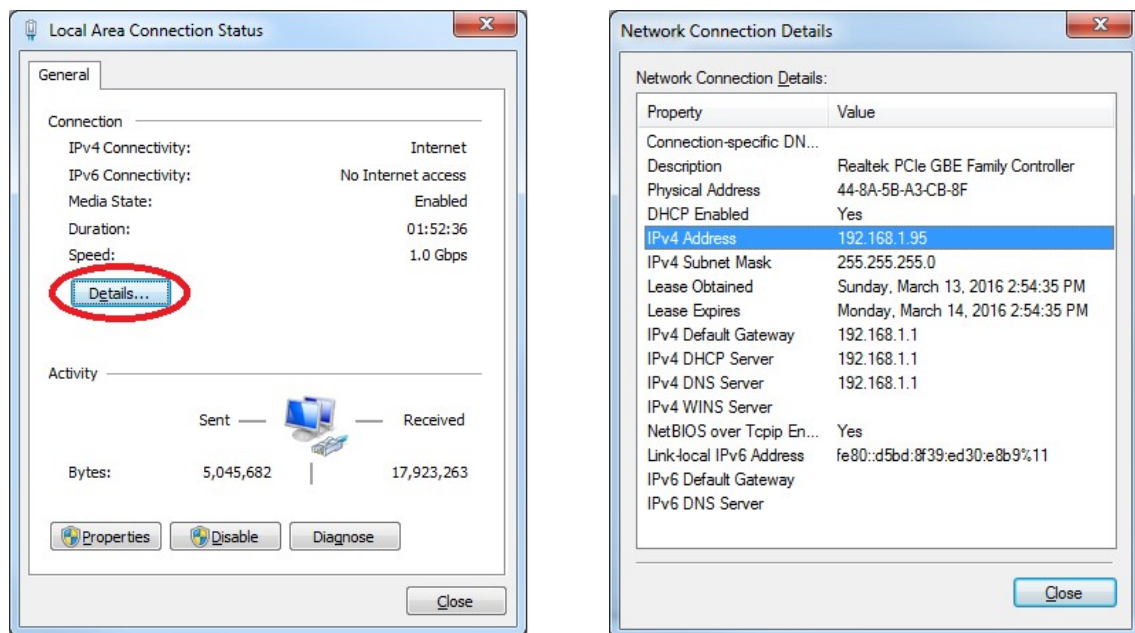 Local Area Connection Status
General
Connection
IPv4 Connectivity: Internet
IPv6 Connectivity: No Internet access
Media State: Enabled
Duration: 01:52:36
Speed: 1.0 Gbps
Details...
Activity
Sent Received
Bytes: 5,045,682 17,923,263
Properties Disable Diagnose
Close
Network Connection Details
Network Connection Details:
Property Value
Connection-specific DN...
Description Realtek PCIe GBE Family Controller
Physical Address 44-8A-5B-A3-CB-8F
DHCP Enabled Yes
IPv4 Address 192.168.1.95
IPv4 Subnet Mask 255.255.255.0
Lease Obtained Sunday, March 13, 2016 2:54:35 PM
Lease Expires Monday, March 14, 2016 2:54:35 PM
IPv4 Default Gateway 192.168.1.1
IPv4 DHCP Server 192.168.1.1
IPv4 DNS Server 192.168.1.1
IPv4 WINS Server
NetBIOS over Tcpip En... Yes
Link-local IPv6 Address fe80::d5bd:8f39:ed30:e8b9%11
IPv6 Default Gateway
IPv6 DNS Server
Close